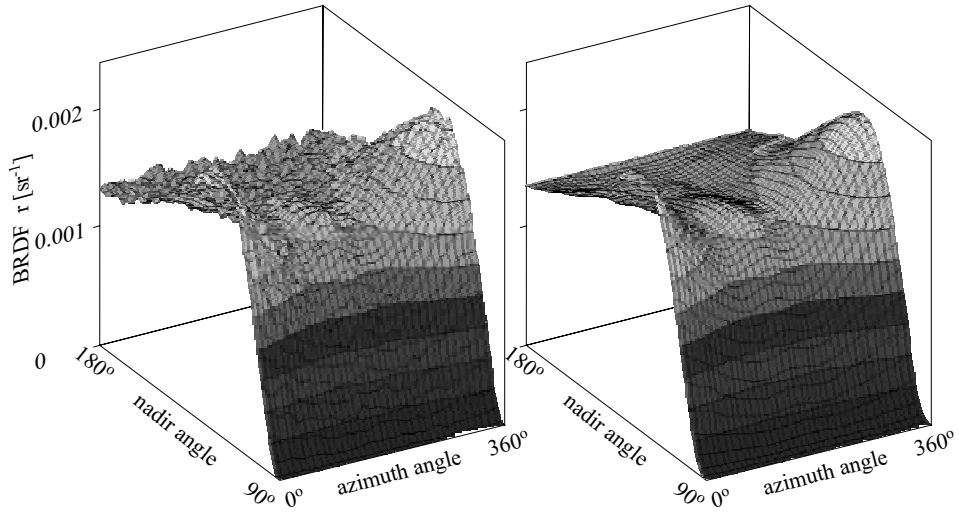 0.002
0.001
0
BRDF r [sr-1]
180º
nadir angle
90º
0º
azimuth angle
360º
180º
nadir angle
90º
0º
azimuth angle
360º